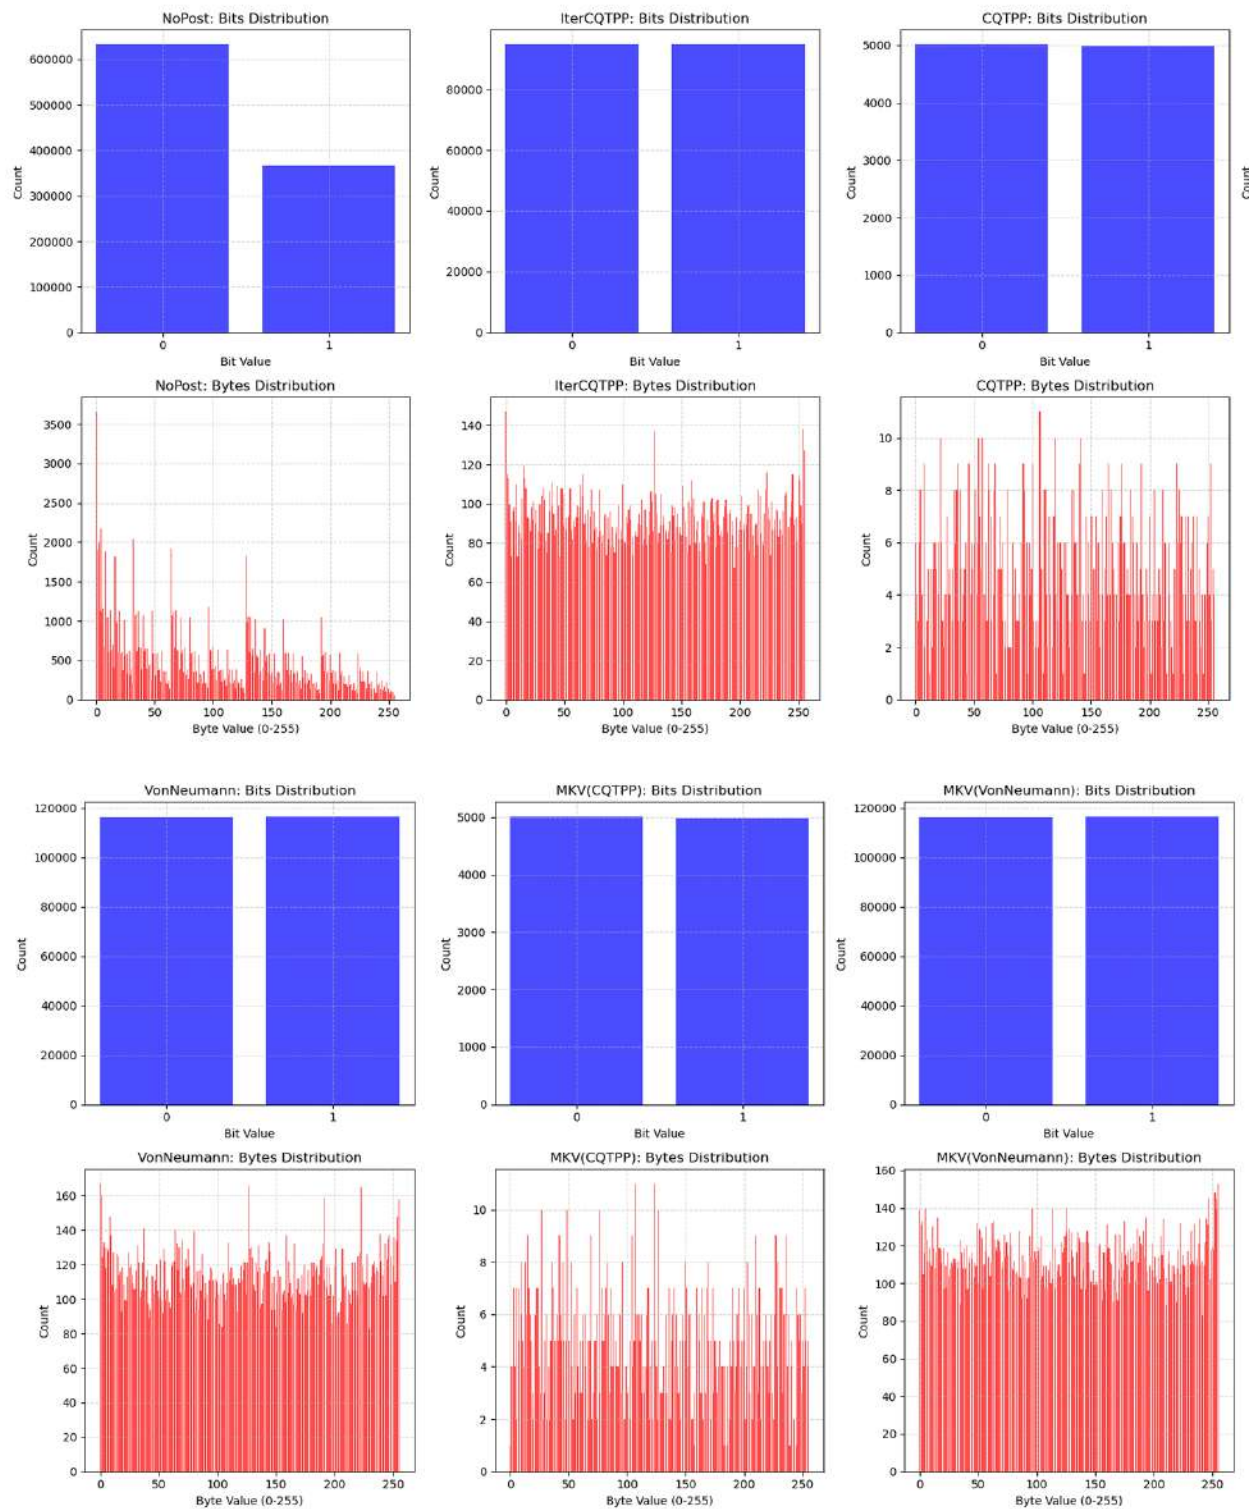 NoPost: Bits Distribution
600000
500000
400000
300000
200000
100000
0
Count
0 1
Bit Value
IterCQTPP: Bits Distribution
80000
60000
40000
20000
0
Count
0 1
Bit Value
CQTPP: Bits Distribution
5000
4000
3000
2000
1000
0
Count
0 1
Bit Value
Count
NoPost: Bytes Distribution
3500
3000
2500
2000
1500
1000
500
0
Count
0 50 100 150 200 250
Byte Value (0-255)
IterCQTPP: Bytes Distribution
140
120
100
80
60
40
20
0
Count
0 50 100 150 200 250
Byte Value (0-255)
CQTPP: Bytes Distribution
10
8
6
4
2
0
Count
0 50 100 150 200 250
Byte Value (0-255)
VonNeumann: Bits Distribution
120000
100000
80000
60000
40000
20000
0
Count
0 1
Bit Value
MKV(CQTPP): Bits Distribution
5000
4000
3000
2000
1000
0
Count
0 1
Bit Value
MKV(VonNeumann): Bits Distribution
120000
100000
80000
60000
40000
20000
0
Count
0 1
Bit Value
VonNeumann: Bytes Distribution
160
140
120
100
80
60
40
20
0
Count
0 50 100 150 200 250
Byte Value (0-255)
MKV(CQTPP): Bytes Distribution
10
8
6
4
2
0
Count
0 50 100 150 200 250
Byte Value (0-255)
MKV(VonNeumann): Bytes Distribution
160
140
120
100
80
60
40
20
0
Count
0 50 100 150 200 250
Byte Value (0-255)